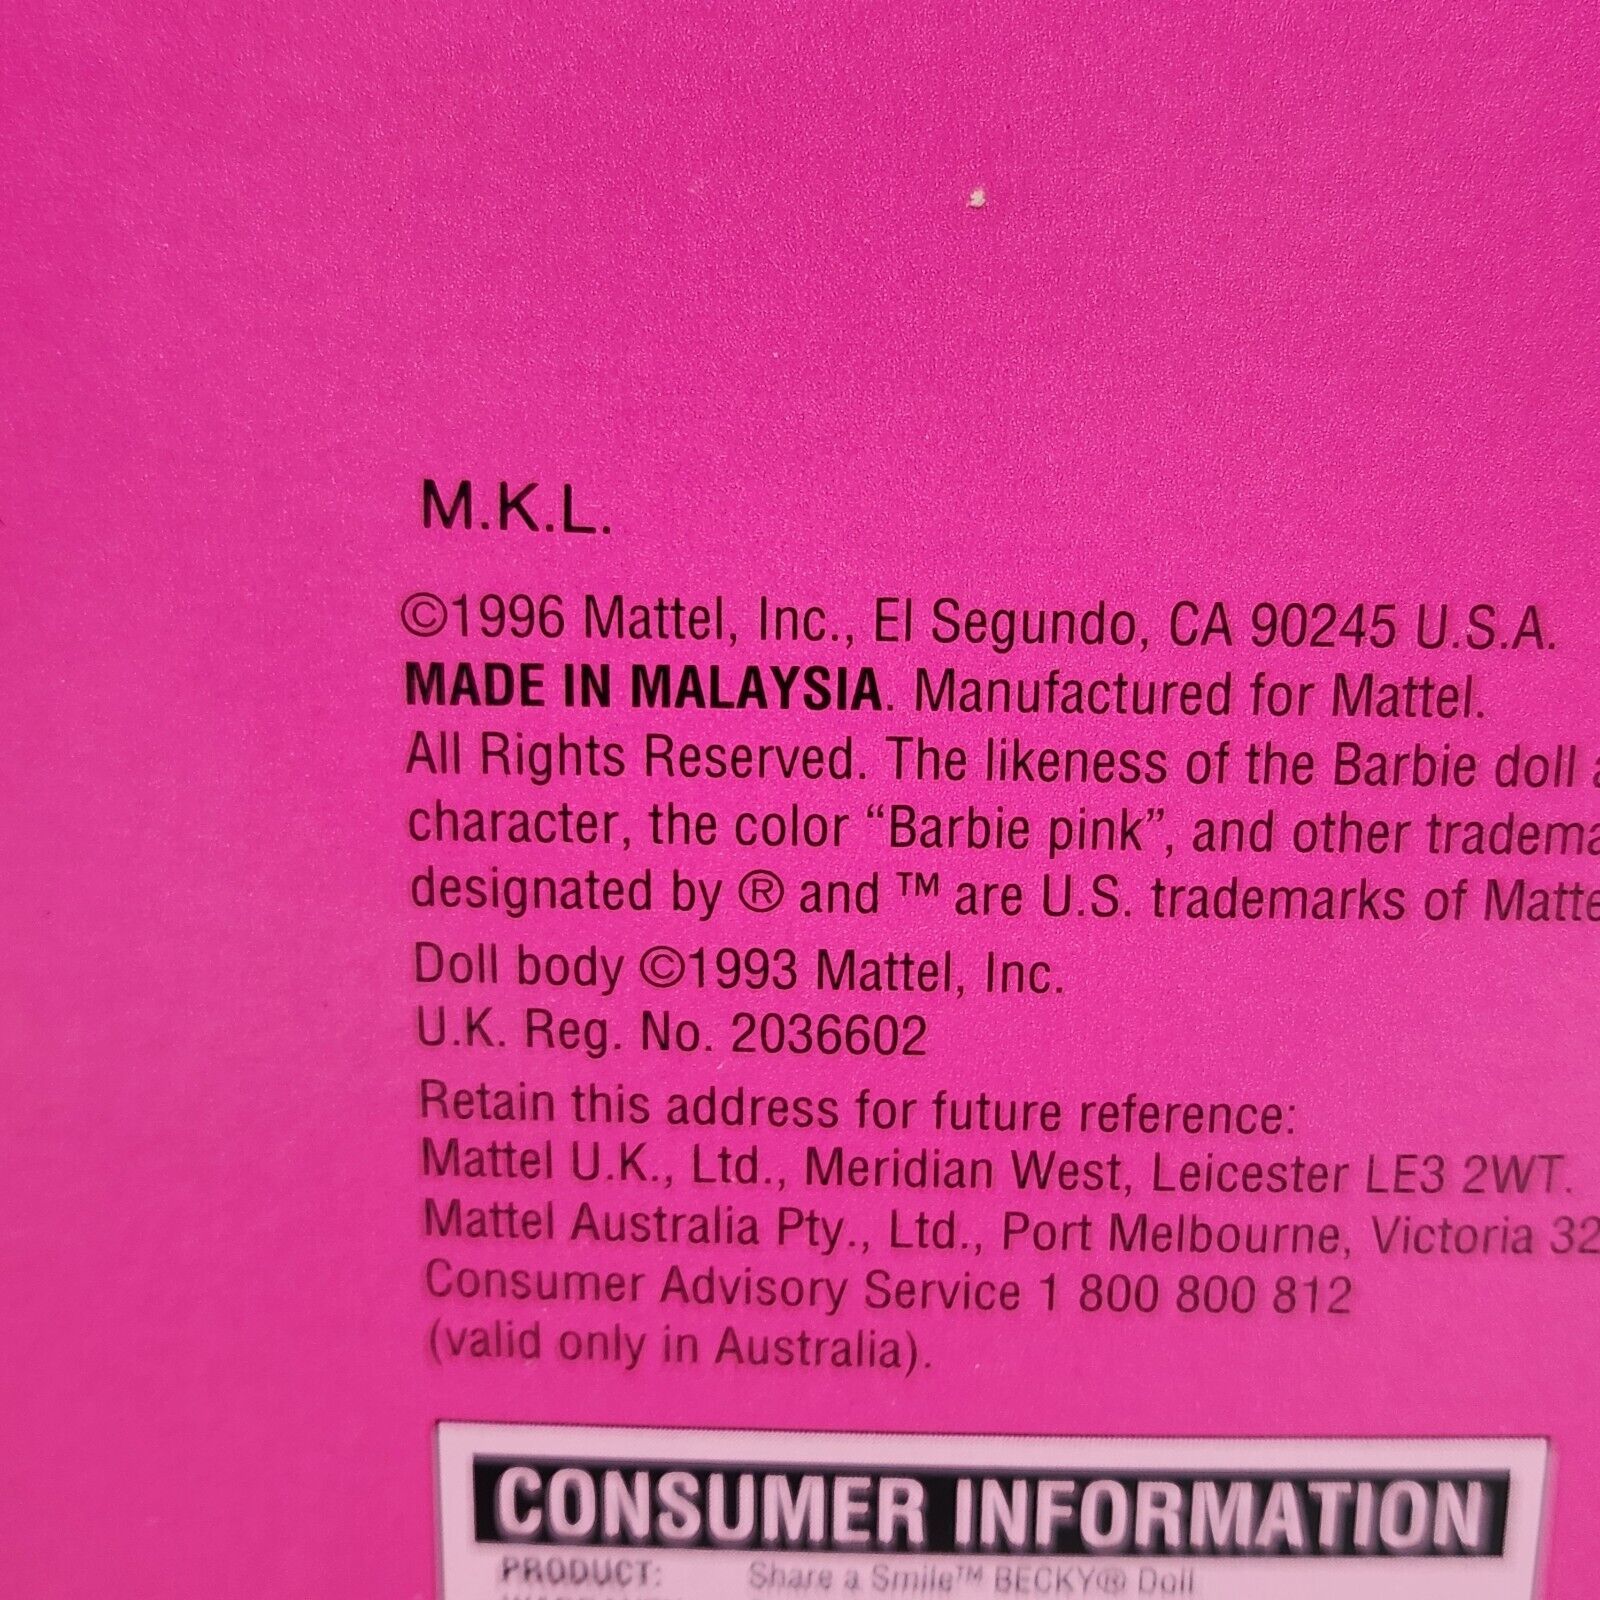 M.K.L.
©1996 Mattel, Inc., El Segundo, CA 90245 U.S.A.
MADE IN MALAYSIA. Manufactured for Mattel.
All Rights Reserved. The likeness of the Barbie doll
character, the color “Barbie pink”, and other
designated by ® and ™ are U.S. trademarks of
Doll body ©1993 Mattel, Inc.
U.K. Reg. No. 2036602
Retain this address for future reference:
Mattel U.K., Ltd., Meridian West, Leicester LE3 2WT.
Mattel Australia Pty., Ltd., Port Melbourne, Victoria
Consumer Advisory Service 1 800 800 812
(valid only in Australia).
CONSUMER INFORMATION
PRODUCT: Share a Smile™ BECKY® Doll